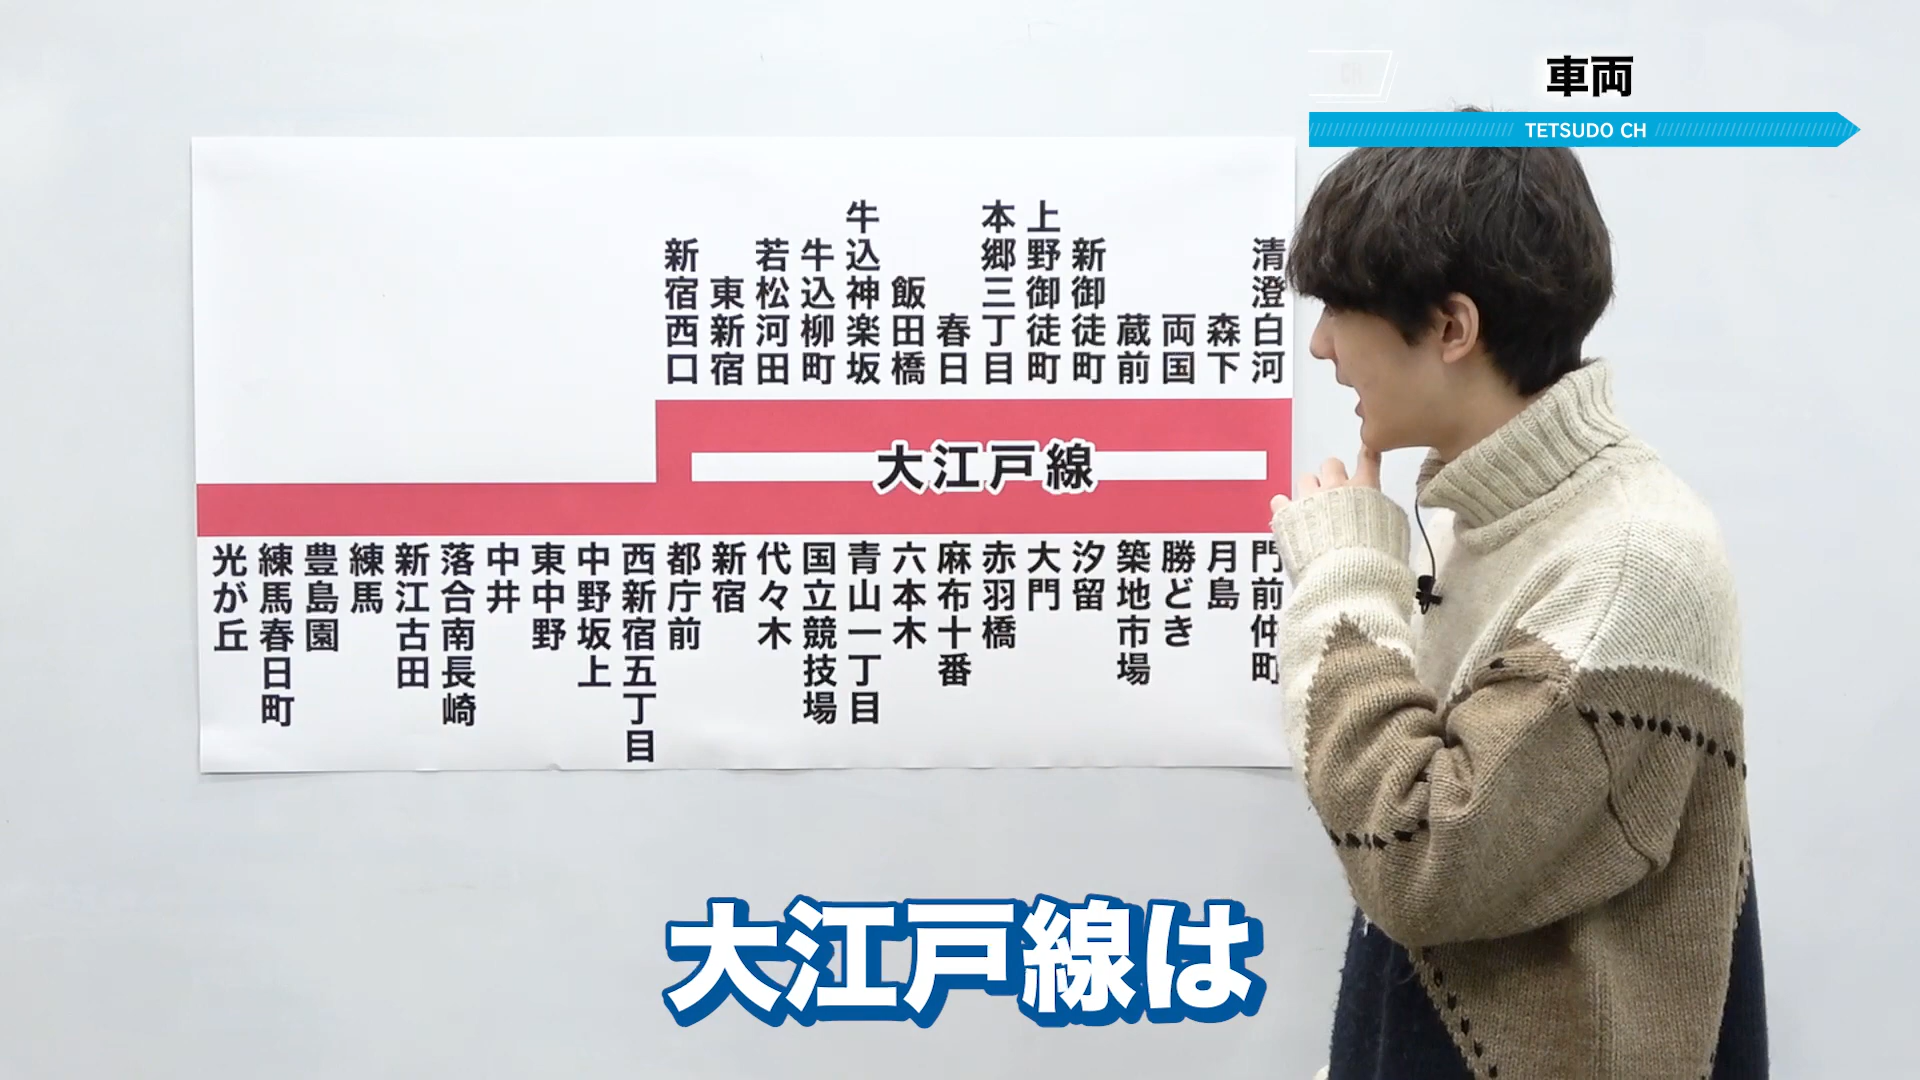 車両
TETSUDO CH
新宿西口
東新宿
若松河田
牛込柳町
牛込神楽坂
飯田橋
春日
本郷三丁目
上野御徒町
新御徒町
蔵前
両国
森下
清澄白河
大江戸線
光が丘
練馬春日町
豊島園
練馬
新江古田
落合南長崎
中井
東中野
中野坂上
西新宿五丁目
都庁前
新宿
代々木
国立競技場
青山一丁目
六本木
麻布十番
赤羽橋
大門
汐留
築地市場
勝どき
月島
門前仲町
大江戸線は